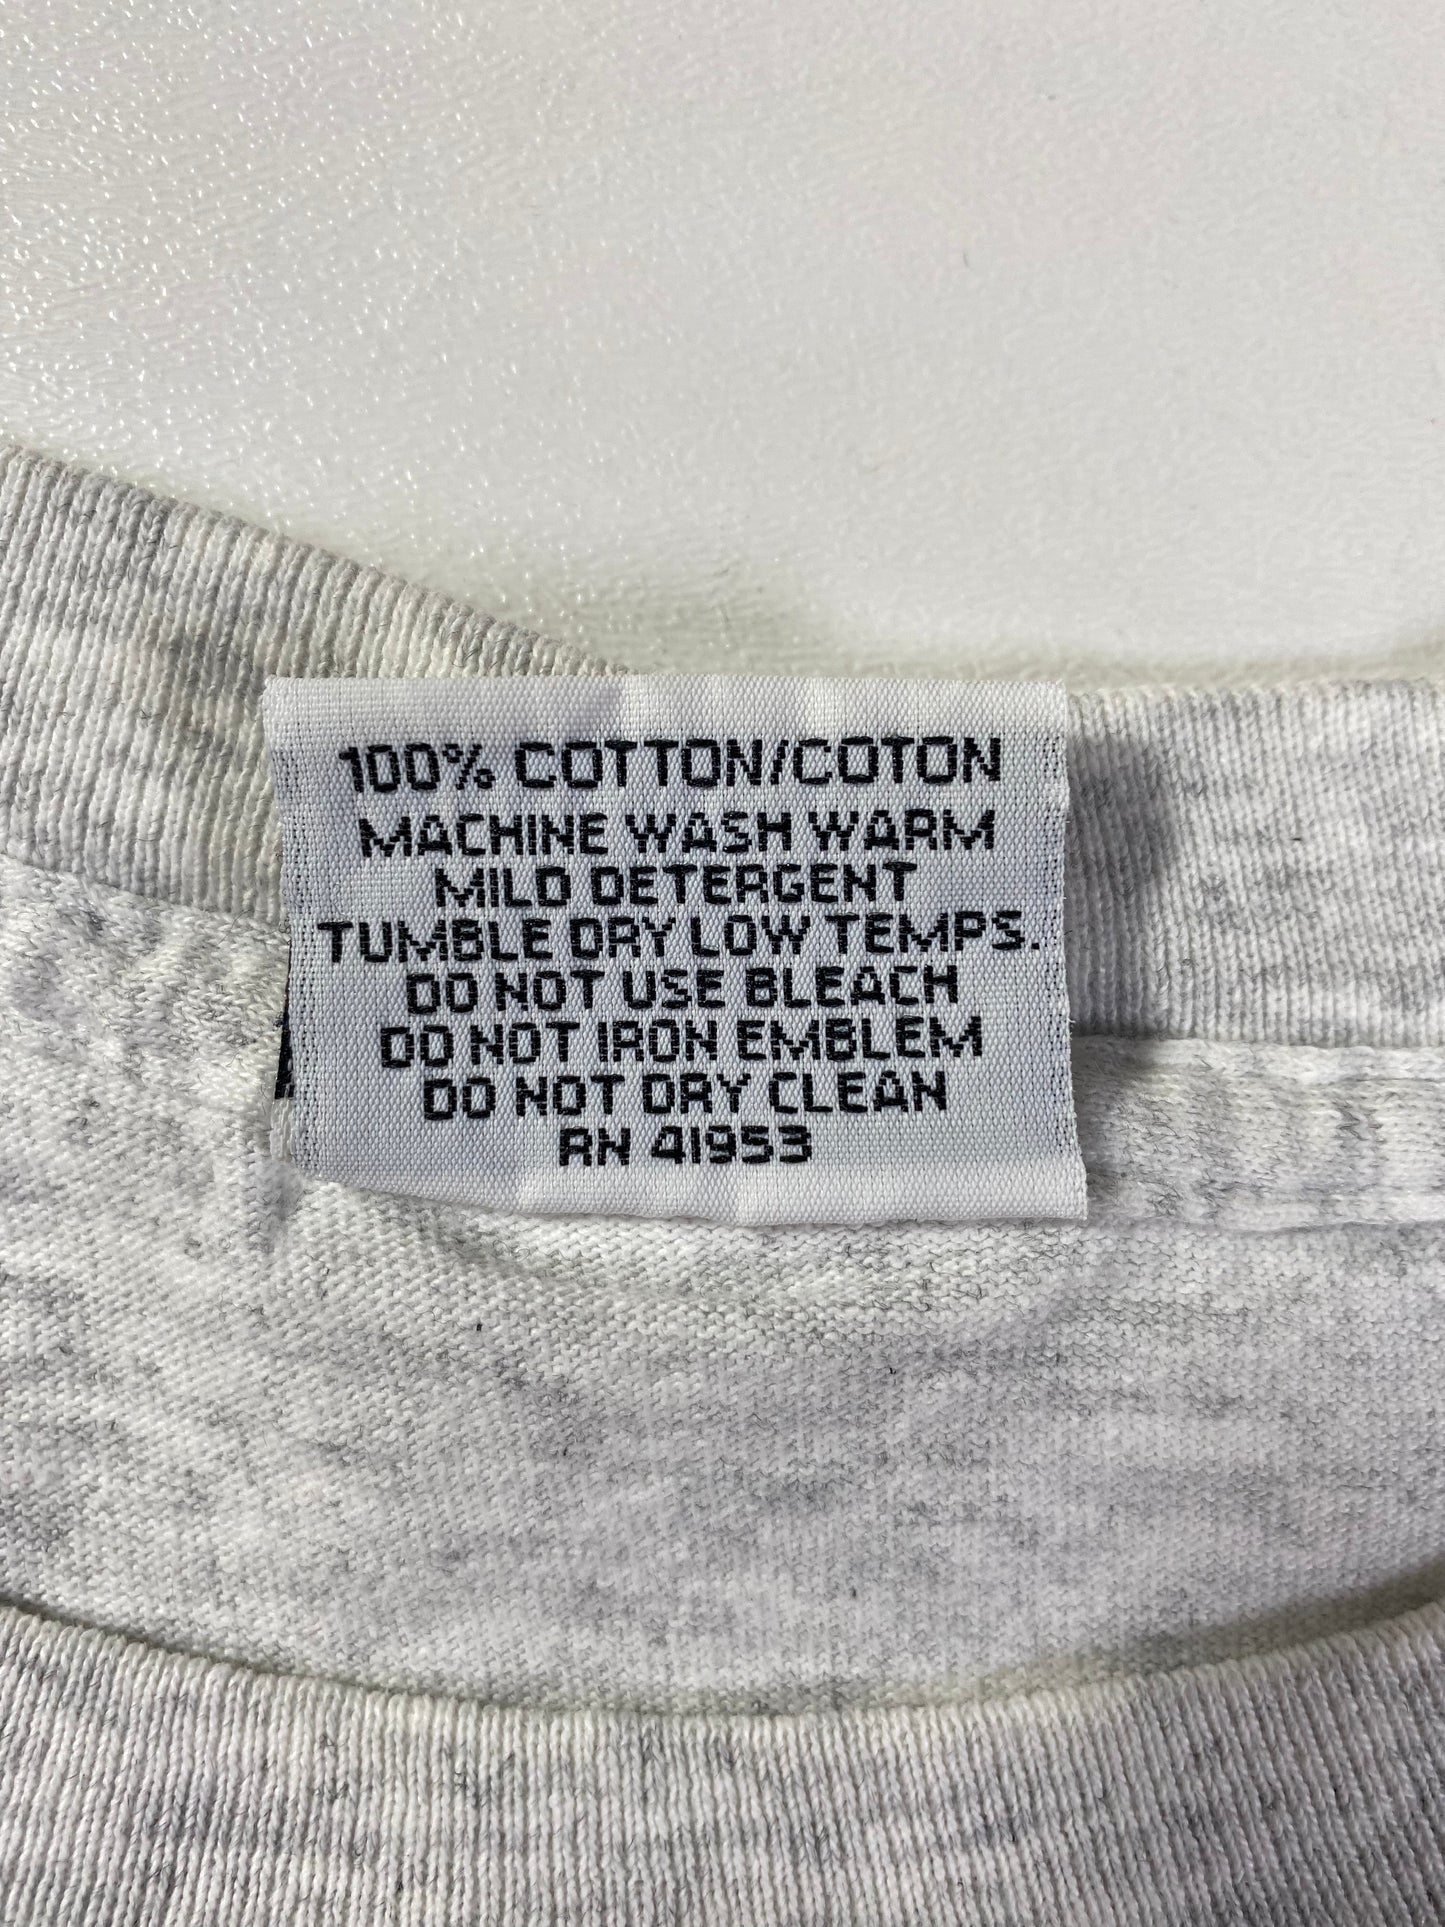 100% COTTON/COTON
MACHINE WASH WARM
MILD DETERGENT
TUMBLE DRY LOW TEMPS.
DO NOT USE BLEACH
DO NOT IRON EMBLEM
DO NOT DRY CLEAN
RN 41953